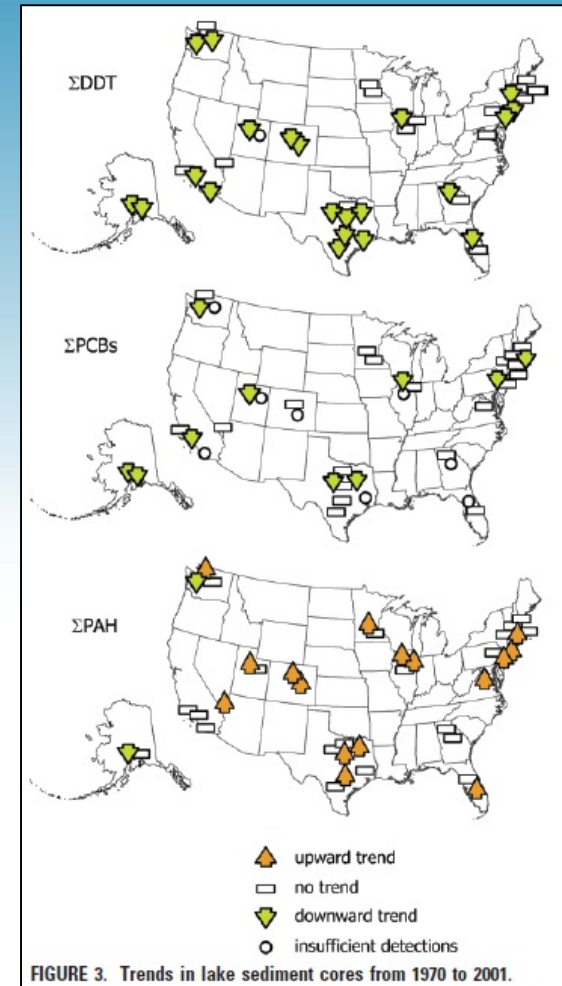 ΣDDT
ΣPCBs
ΣPAH
upward trend
no trend
downward trend
insufficient detections
FIGURE 3. Trends in lake sediment cores from 1970 to 2001.